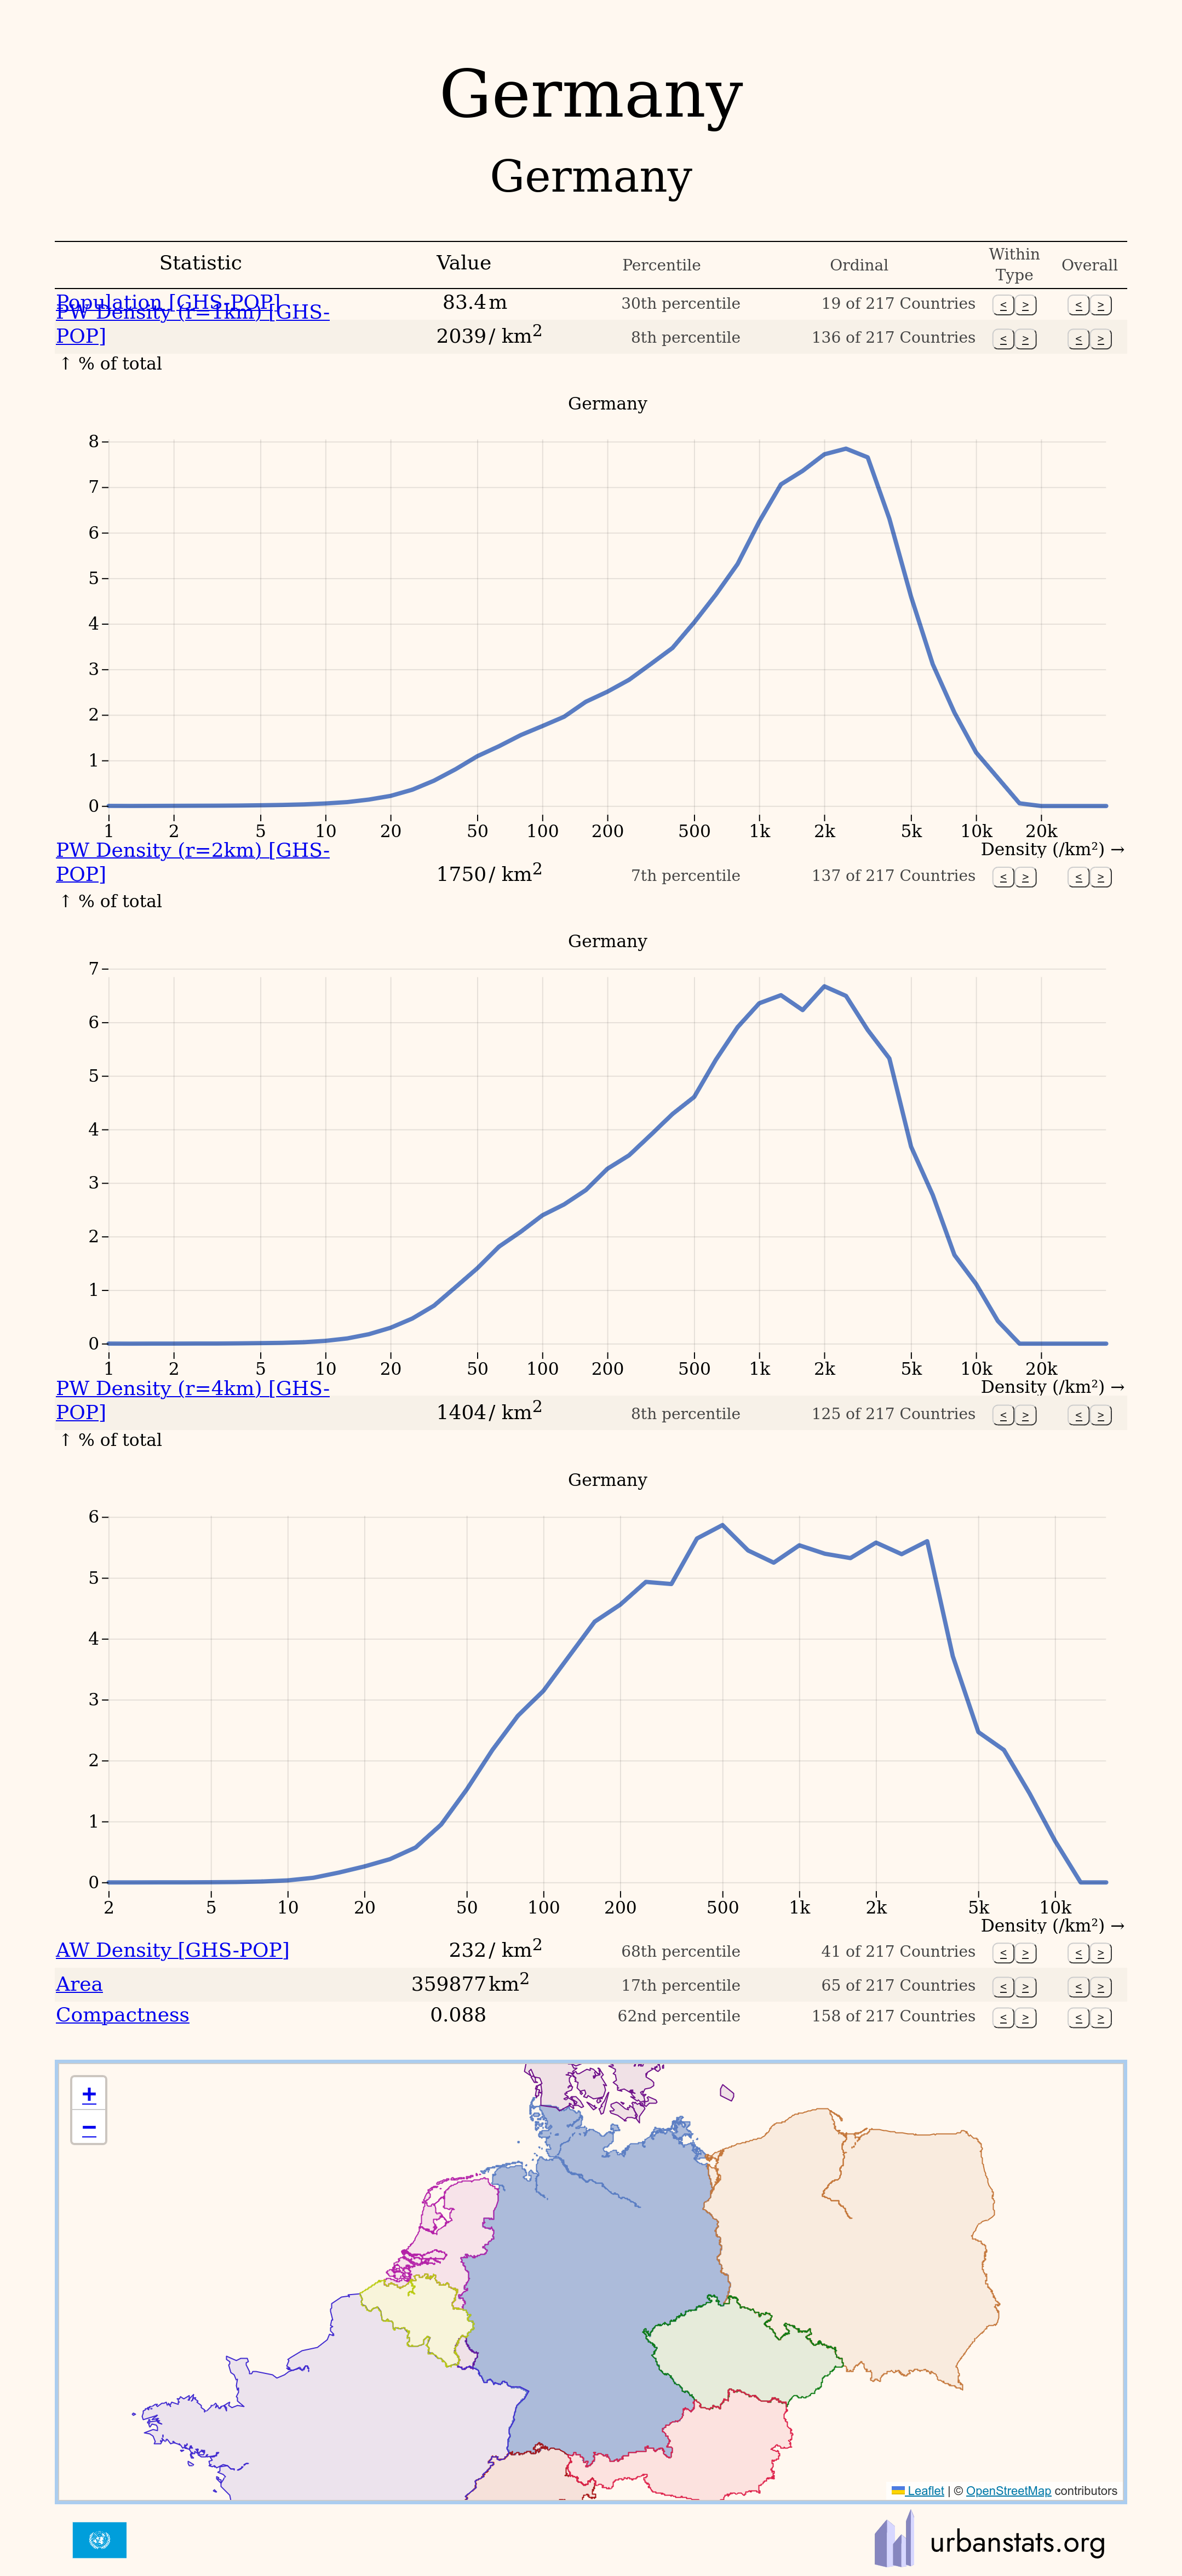 Germany
Germany
Statistic Value Percentile Ordinal Within Type Overall
Population [GHS-POP] 83.4m 30th percentile 19 of 217 Countries < > < >
PW Density (r=1km) [GHS-
POP] 2039/ km² 8th percentile 136 of 217 Countries < > < >
↑ % of total
Germany
8
7
6
5
4
3
2
1
0
1 2 5 10 20 50 100 200 500 1k 2k 5k 10k 20k
Density (/km²) →
PW Density (r=2km) [GHS-
POP] 1750/ km² 7th percentile 137 of 217 Countries < > < >
↑ % of total
Germany
7
6
5
4
3
2
1
0
1 2 5 10 20 50 100 200 500 1k 2k 5k 10k 20k
Density (/km²) →
PW Density (r=4km) [GHS-
POP] 1404/ km² 8th percentile 125 of 217 Countries < > < >
↑ % of total
Germany
6
5
4
3
2
1
0
2 5 10 20 50 100 200 500 1k 2k 5k 10k
Density (/km²) →
AW Density [GHS-POP] 232/ km² 68th percentile 41 of 217 Countries < > < >
Area 359877km² 17th percentile 65 of 217 Countries < > < >
Compactness 0.088 62nd percentile 158 of 217 Countries < > < >
+
−
Leaflet | © OpenStreetMap contributors
urbanstats.org